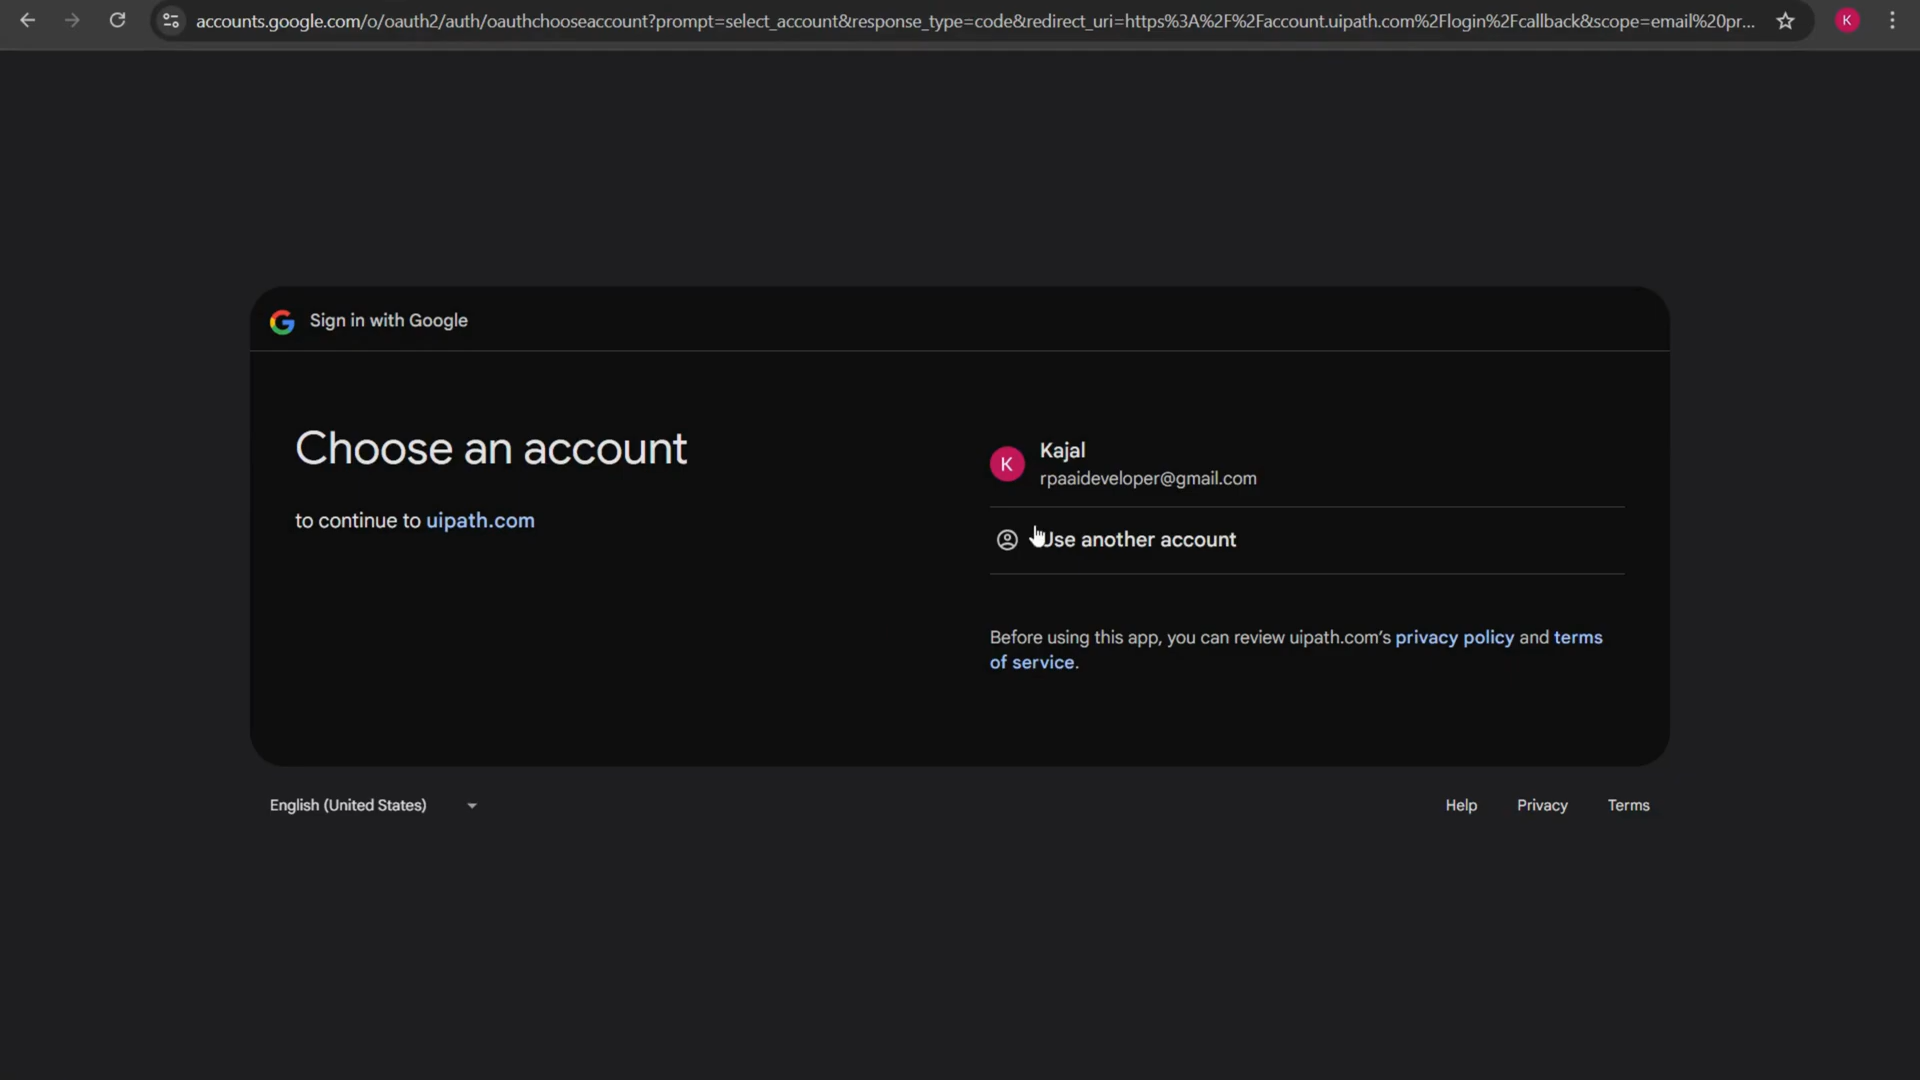 accounts.google.com/o/oauth2/auth/oauthchooseaccount?prompt=select_account&response_type=code&redirect_uri=https%3A%2F%2Faccount.uipath.com%2Flogin%2Fcallback&scope=email%20pr...
K
Sign in with Google
Choose an account
to continue to uipath.com
K
Kajal
rpaaideveloper@gmail.com
Use another account
Before using this app, you can review uipath.com's privacy policy and terms
of service.
English (United States)
Help Privacy Terms